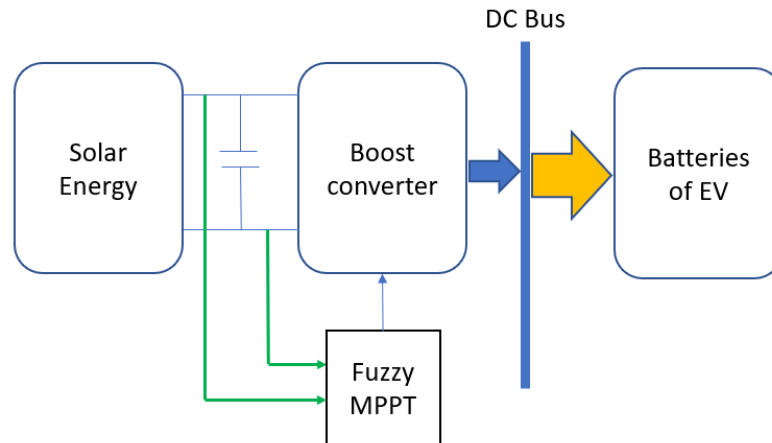 DC Bus
Solar
Energy
Boost
converter
Batteries
of EV
Fuzzy
MPPT